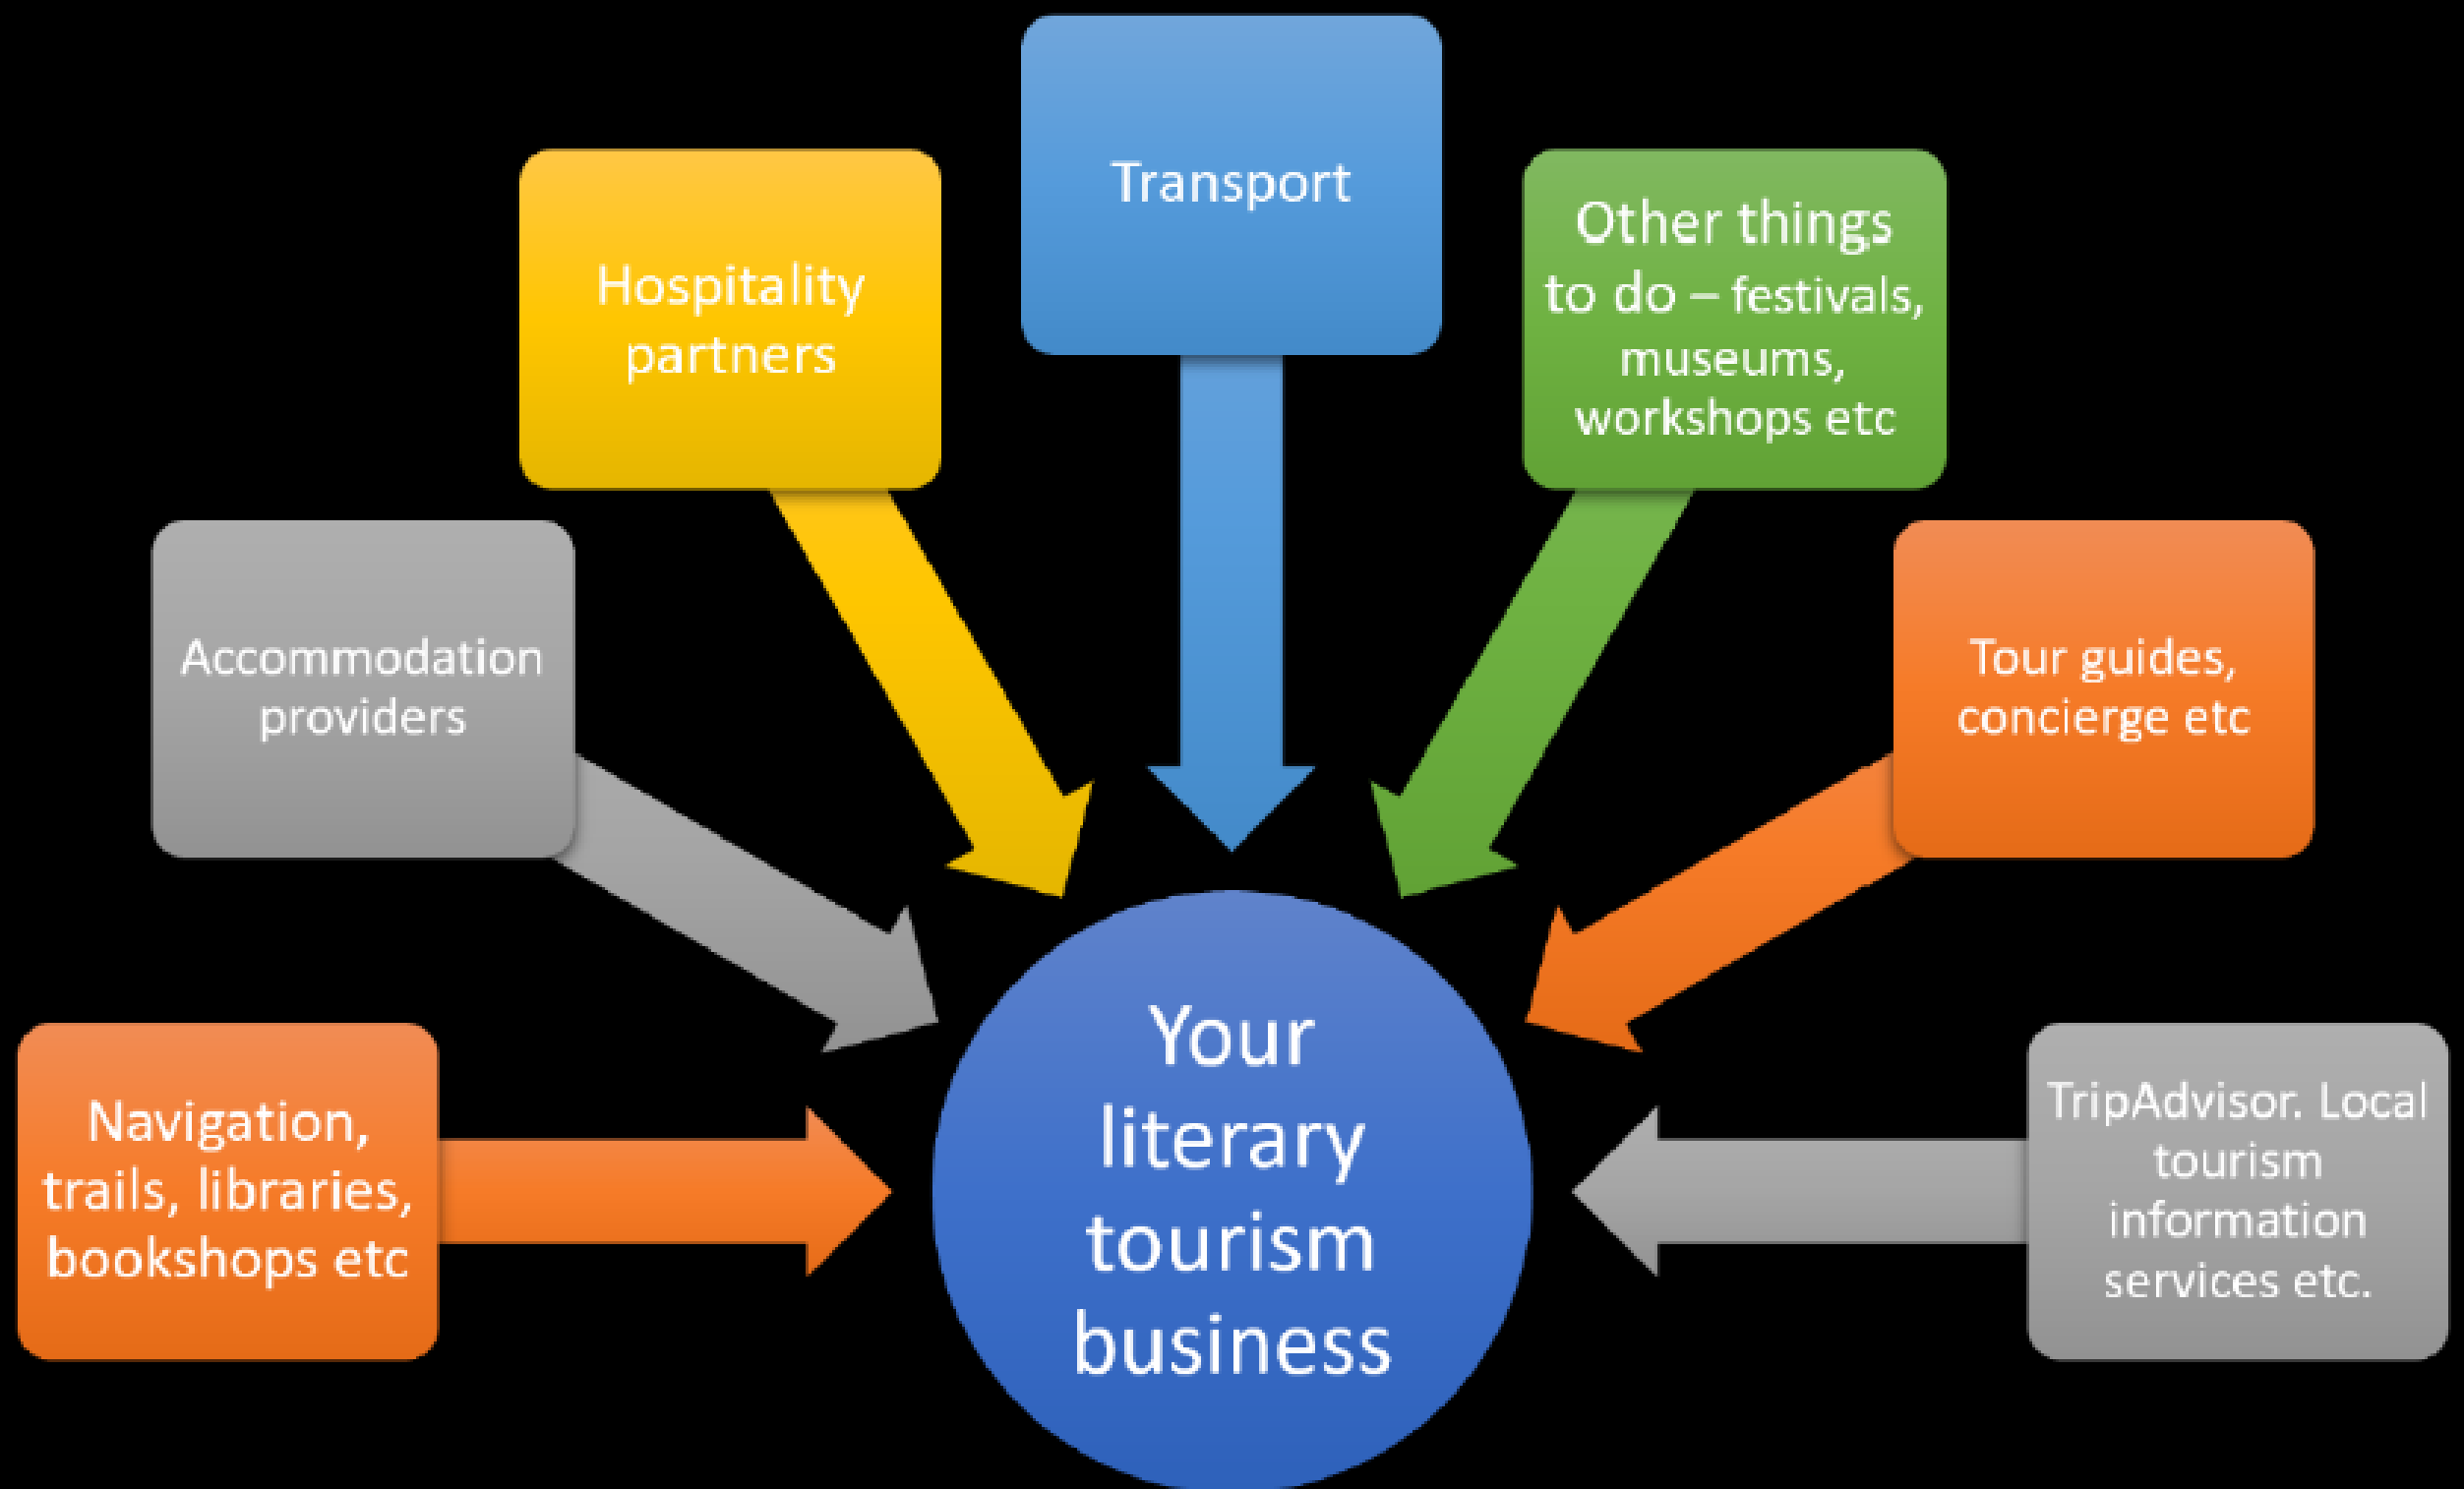 Transport
Hospitality
partners
Other things
to do – festivals,
museums,
workshops etc
Accommodation
providers
Tour guides,
concierge etc
Navigation,
trails, libraries,
bookshops etc
Your
literary
tourism
business
TripAdvisor. Local
tourism
information
services etc.